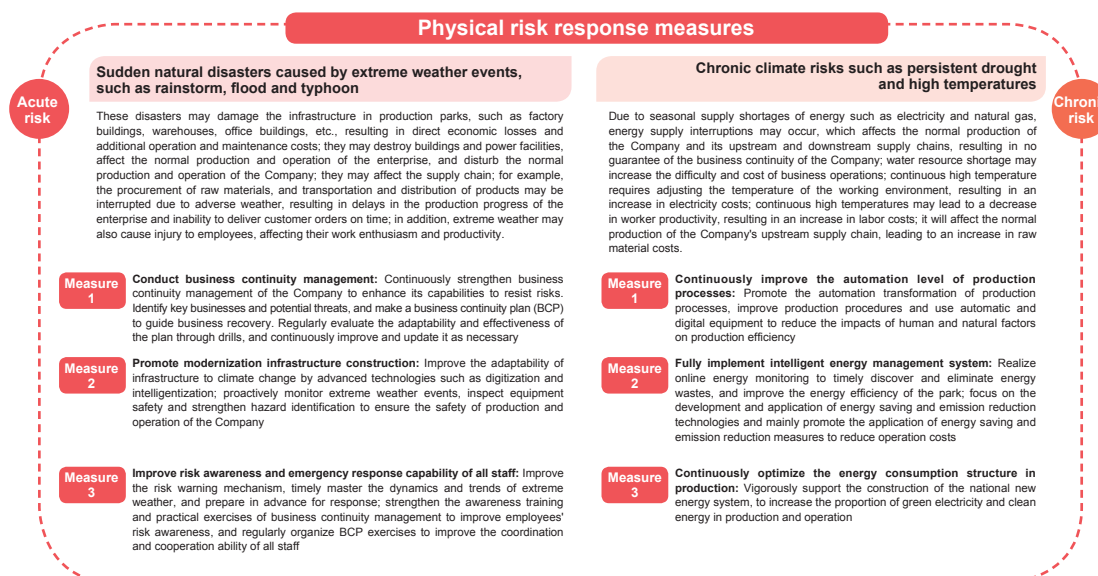 Physical risk response measures
Acute
risk
Sudden natural disasters caused by extreme weather events,
such as rainstorm, flood and typhoon
These disasters may damage the infrastructure in production parks, such as factory
buildings, warehouses, office buildings, etc., resulting in direct economic losses and
additional operation and maintenance costs; they may destroy buildings and power facilities,
affect the normal production and operation of the enterprise, and disturb the normal
production and operation of the Company; they may affect the supply chain; for example,
the procurement of raw materials, and transportation and distribution of products may be
interrupted due to adverse weather, resulting in delays in the production progress of the
enterprise and inability to deliver customer orders on time; in addition, extreme weather may
also cause injury to employees, affecting their work enthusiasm and productivity.
Measure
1
Conduct business continuity management: Continuously strengthen business
continuity management of the Company to enhance its capabilities to resist risks.
Identify key businesses and potential threats, and make a business continuity plan (BCP)
to guide business recovery. Regularly evaluate the adaptability and effectiveness of
the plan through drills, and continuously improve and update it as necessary
Measure
2
Promote modernization infrastructure construction: Improve the adaptability of
infrastructure to climate change by advanced technologies such as digitization and
intelligentization; proactively monitor extreme weather events, inspect equipment
safety and strengthen hazard identification to ensure the safety of production and
operation of the Company
Measure
3
Improve risk awareness and emergency response capability of all staff: Improve
the risk warning mechanism, timely master the dynamics and trends of extreme
weather, and prepare in advance for response; strengthen the awareness training
and practical exercises of business continuity management to improve employees'
risk awareness, and regularly organize BCP exercises to improve the coordination
and cooperation ability of all staff
Chroni
risk
Chronic climate risks such as persistent drought
and high temperatures
Due to seasonal supply shortages of energy such as electricity and natural gas,
energy supply interruptions may occur, which affects the normal production of
the Company and its upstream and downstream supply chains, resulting in no
guarantee of the business continuity of the Company; water resource shortage may
increase the difficulty and cost of business operations; continuous high temperature
requires adjusting the temperature of the working environment, resulting in an
increase in electricity costs; continuous high temperatures may lead to a decrease
in worker productivity, resulting in an increase in labor costs; it will affect the normal
production of the Company's upstream supply chain, leading to an increase in raw
material costs.
Measure
1
Continuously improve the automation level of production
processes: Promote the automation transformation of production
processes, improve production procedures and use automatic and
digital equipment to reduce the impacts of human and natural factors
on production efficiency
Measure
2
Fully implement intelligent energy management system: Realize
online energy monitoring to timely discover and eliminate energy
wastes, and improve the energy efficiency of the park; focus on the
development and application of energy saving and emission reduction
technologies and mainly promote the application of energy saving and
emission reduction measures to reduce operation costs
Measure
3
Continuously optimize the energy consumption structure in
production: Vigorously support the construction of the national new
energy system, to increase the proportion of green electricity and clean
energy in production and operation